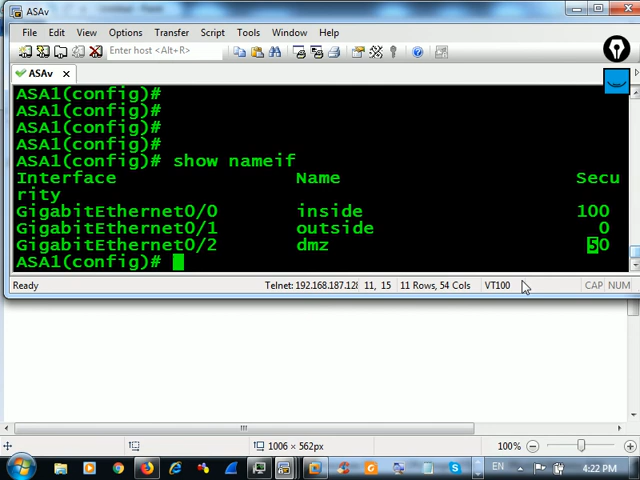 ASAv
File Edit View Options Transfer Script Tools Window Help
Enter host <Alt+R>
ASAv
ASA1(config)#
ASA1(config)#
ASA1(config)#
ASA1(config)#
ASA1(config)# show nameif
Interface Name Secu
rity
GigabitEthernet0/0 inside 100
GigabitEthernet0/1 outside 0
GigabitEthernet0/2 dmz 50
ASA1(config)#
Ready Telnet: 192.168.187.128 11, 15 11 Rows, 54 Cols VT100 CAP NUM
1006 × 562px 100%
EN 4:22 PM